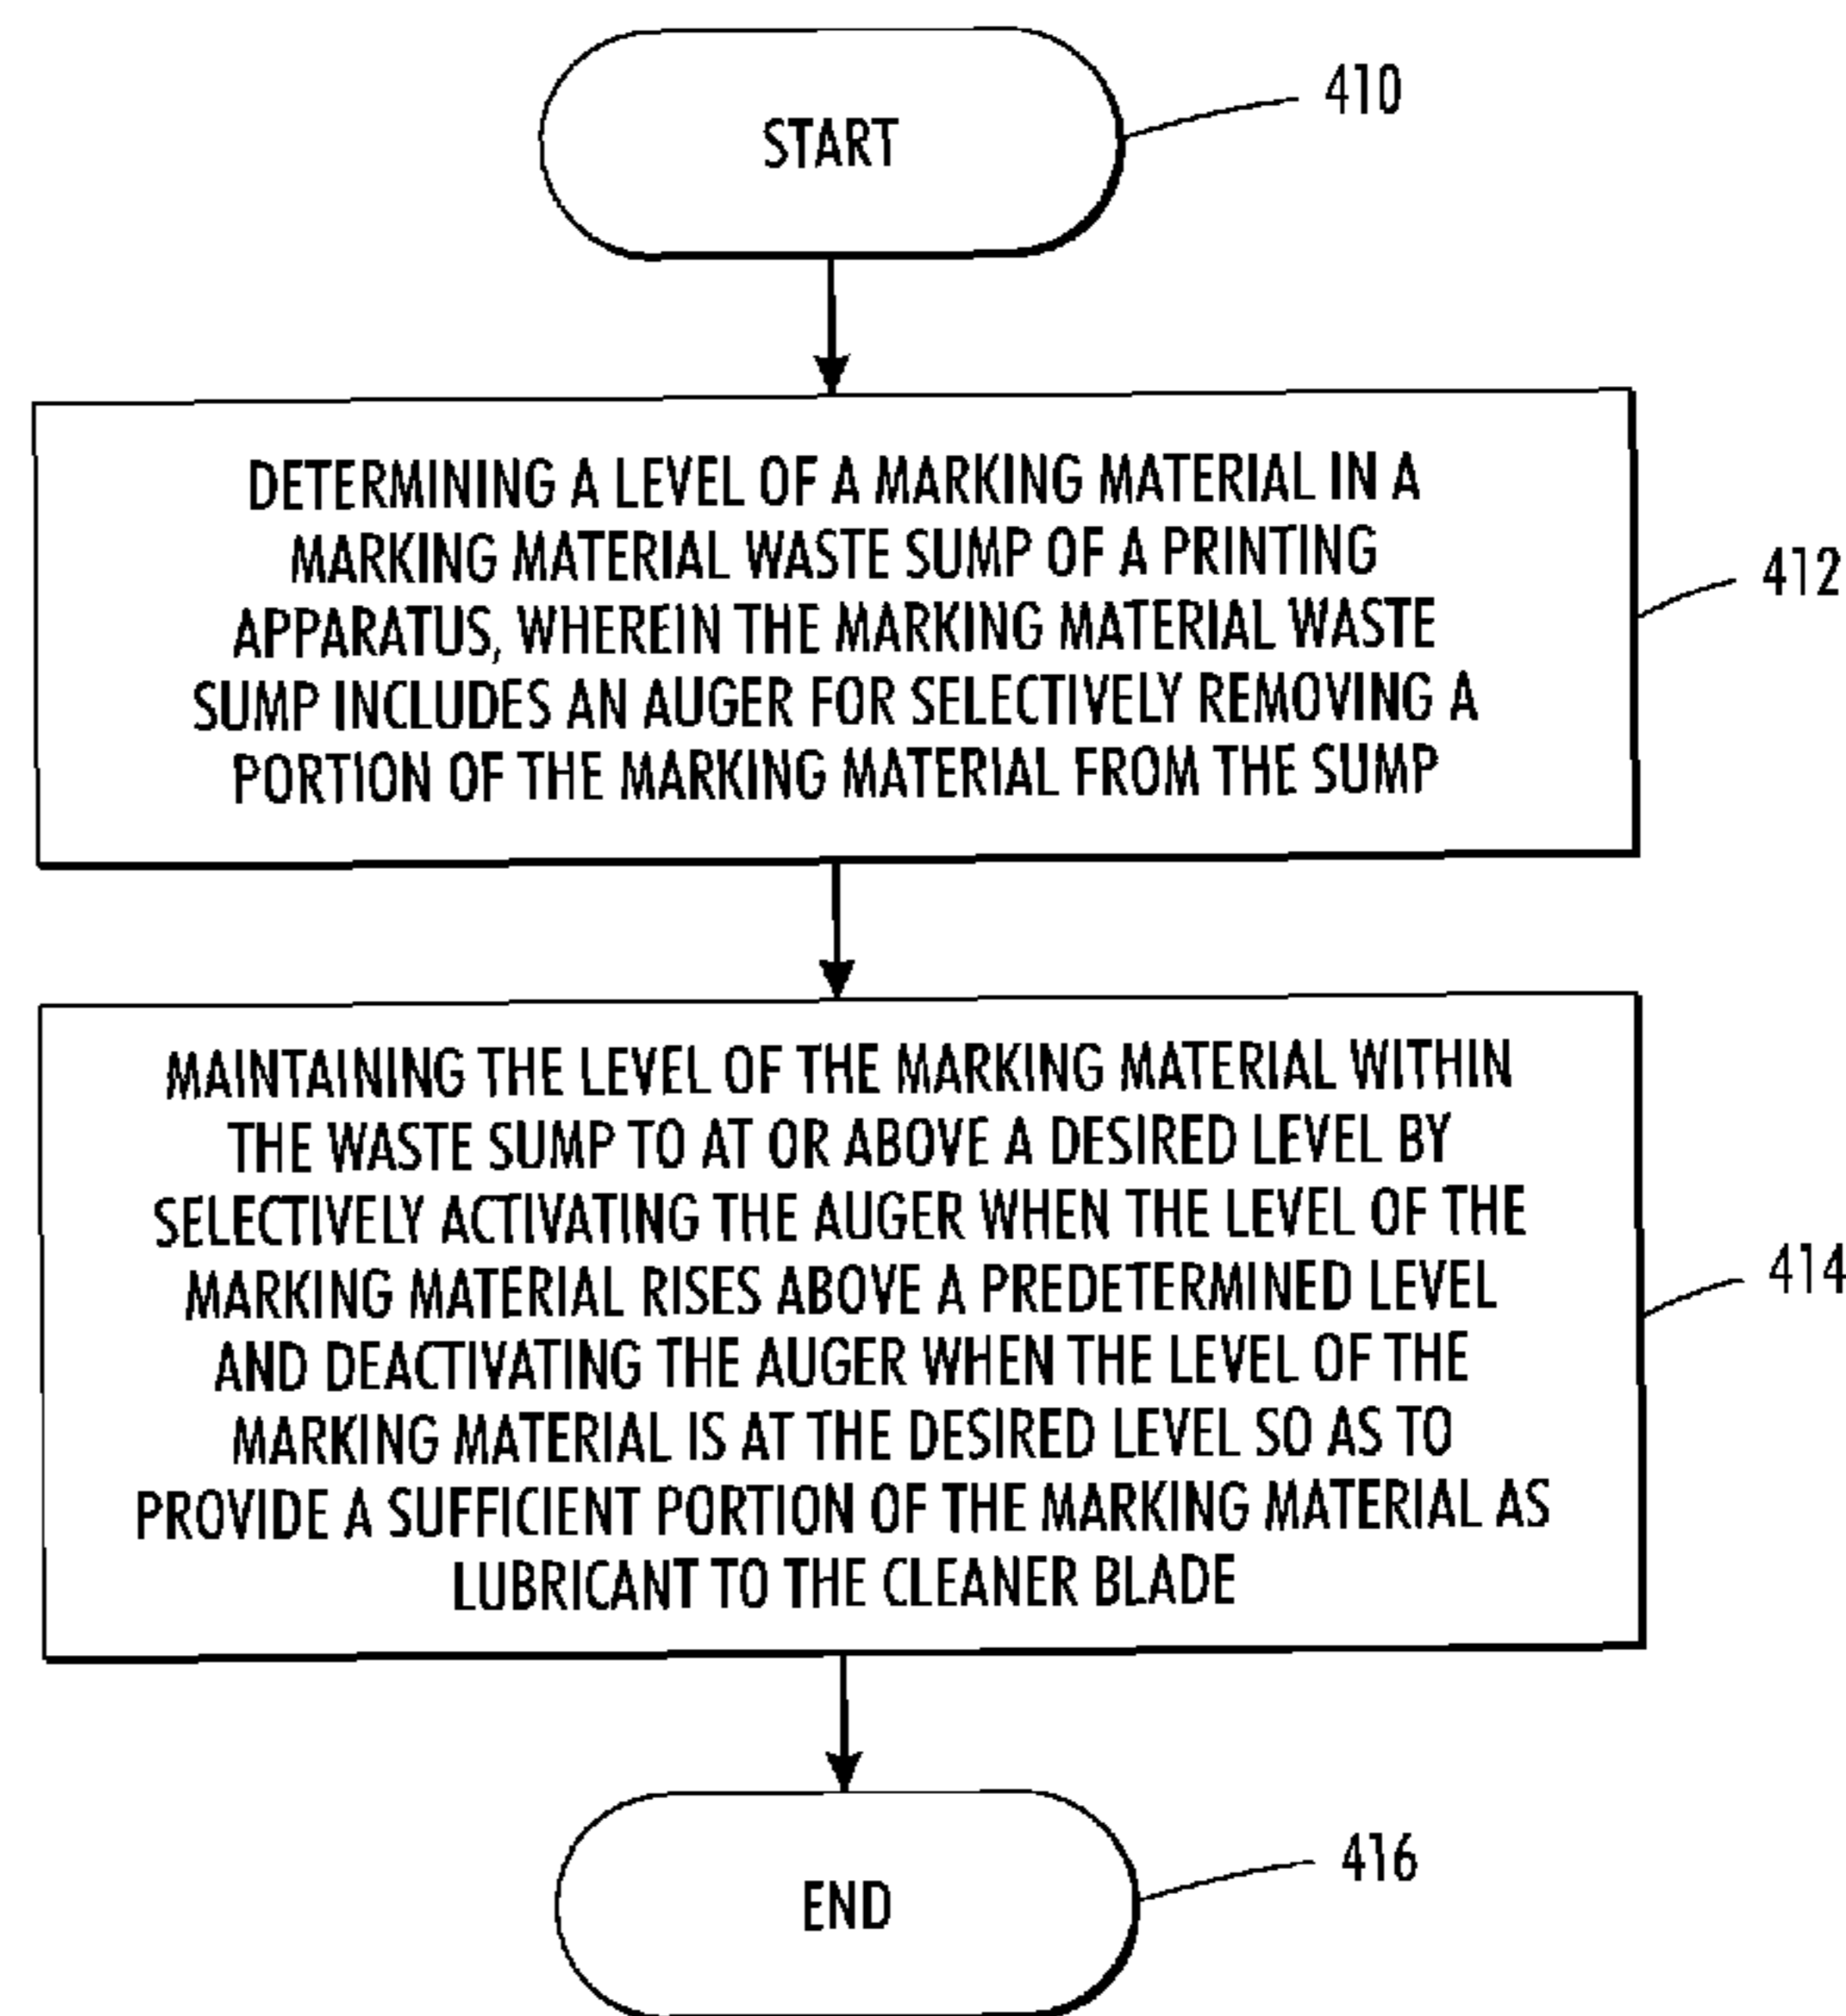 START
410
DETERMINING A LEVEL OF A MARKING MATERIAL IN A
MARKING MATERIAL WASTE SUMP OF A PRINTING
APPARATUS, WHEREIN THE MARKING MATERIAL WASTE
SUMP INCLUDES AN AUGER FOR SELECTIVELY REMOVING A
PORTION OF THE MARKING MATERIAL FROM THE SUMP
412
MAINTAINING THE LEVEL OF THE MARKING MATERIAL WITHIN
THE WASTE SUMP TO AT OR ABOVE A DESIRED LEVEL BY
SELECTIVELY ACTIVATING THE AUGER WHEN THE LEVEL OF THE
MARKING MATERIAL RISES ABOVE A PREDETERMINED LEVEL
AND DEACTIVATING THE AUGER WHEN THE LEVEL OF THE
MARKING MATERIAL IS AT THE DESIRED LEVEL SO AS TO
PROVIDE A SUFFICIENT PORTION OF THE MARKING MATERIAL AS
LUBRICANT TO THE CLEANER BLADE
414
END
416